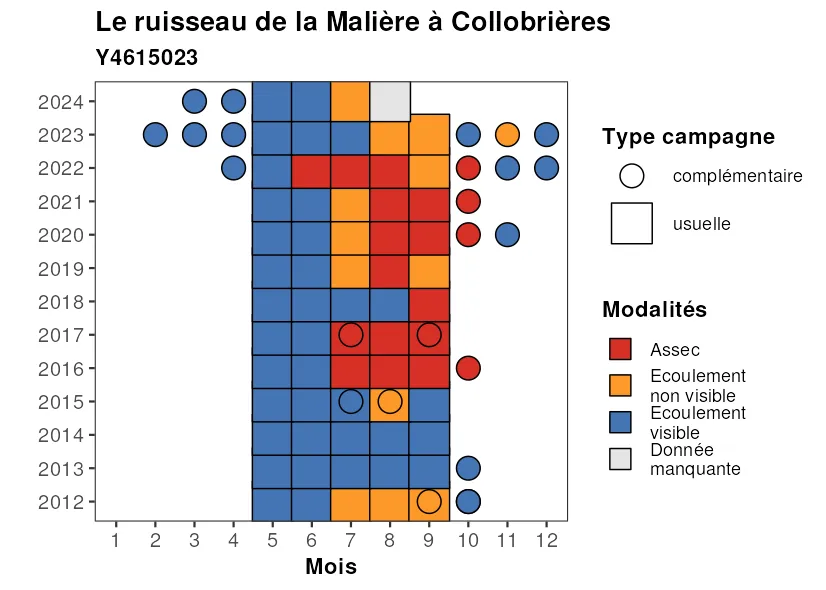 Le ruisseau de la Malière à Collobrières
Y4615023
2024
2023
2022
2021
2020
2019
2018
2017
2016
2015
2014
2013
2012
1 2 3 4 5 6 7 8 9 10 11 12
Mois
Type campagne
complémentaire
usuelle
Modalités
Assec
Ecoulement
non visible
Ecoulement
visible
Donnée
manquante